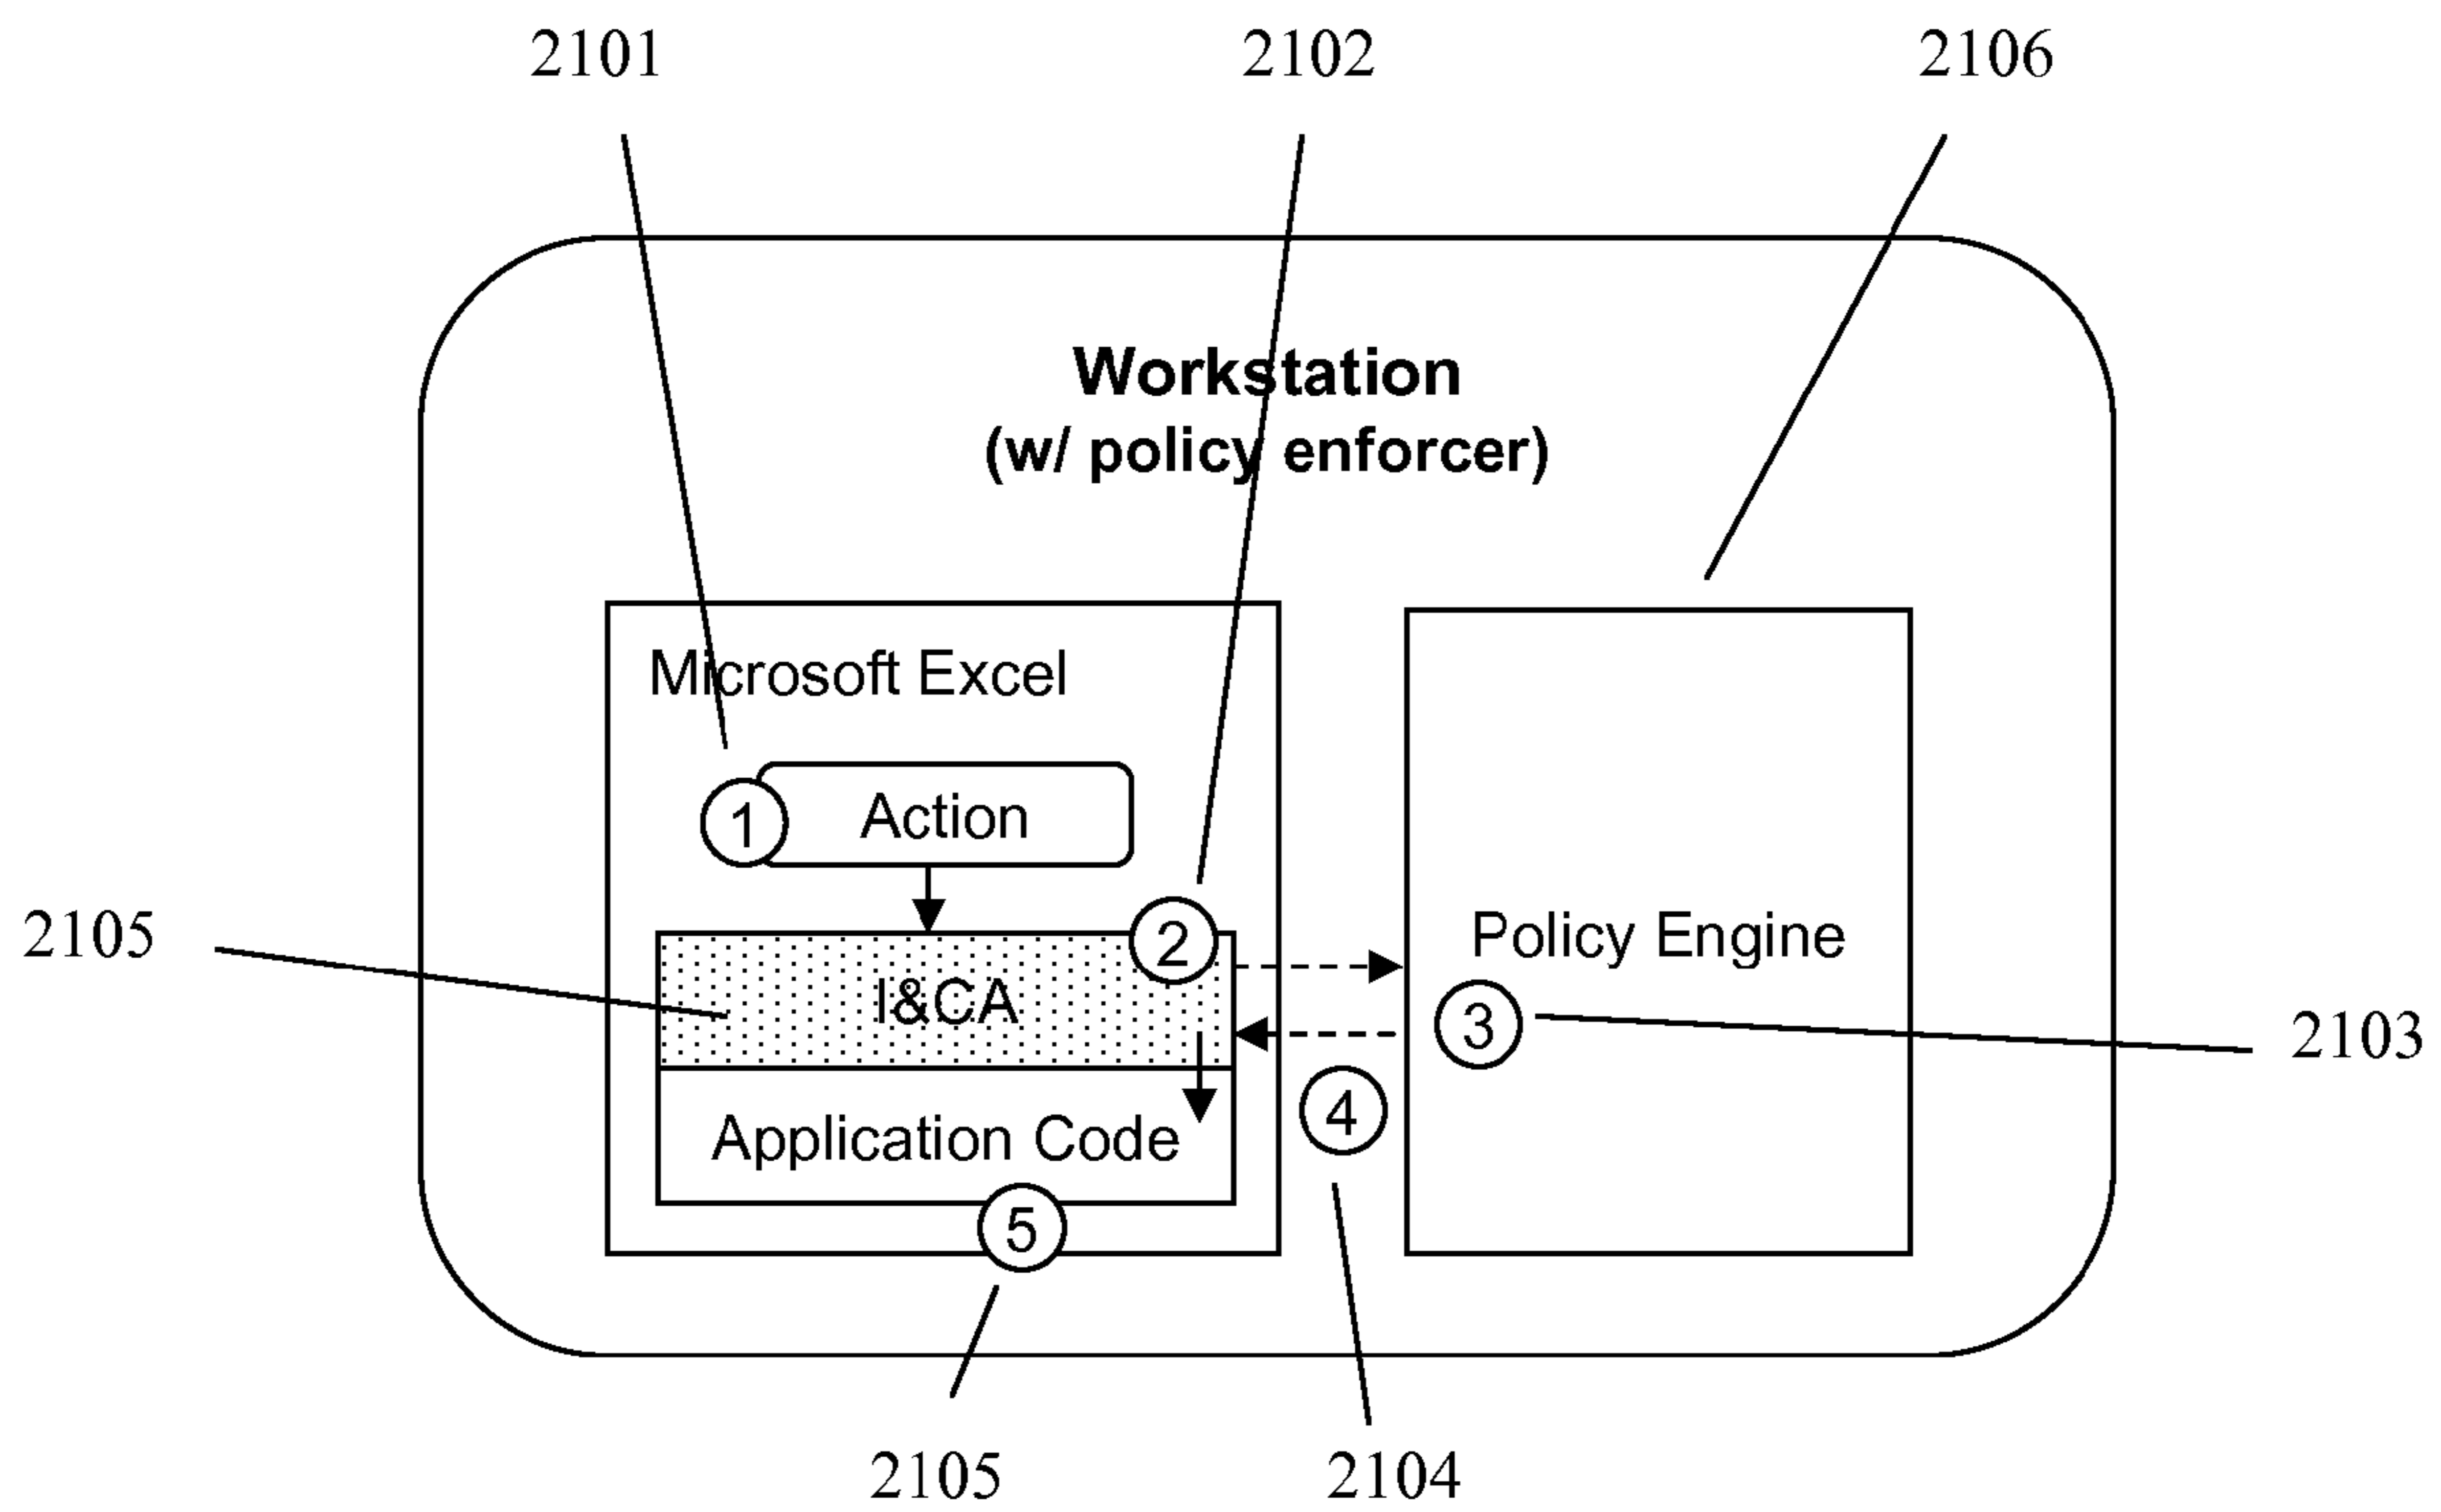 2101
2102
2106
Workstation
(w/ policy enforcer)
Microsoft Excel
1
Action
2105
2
I&CA
Policy Engine
3
2103
4
Application Code
5
2105
2104